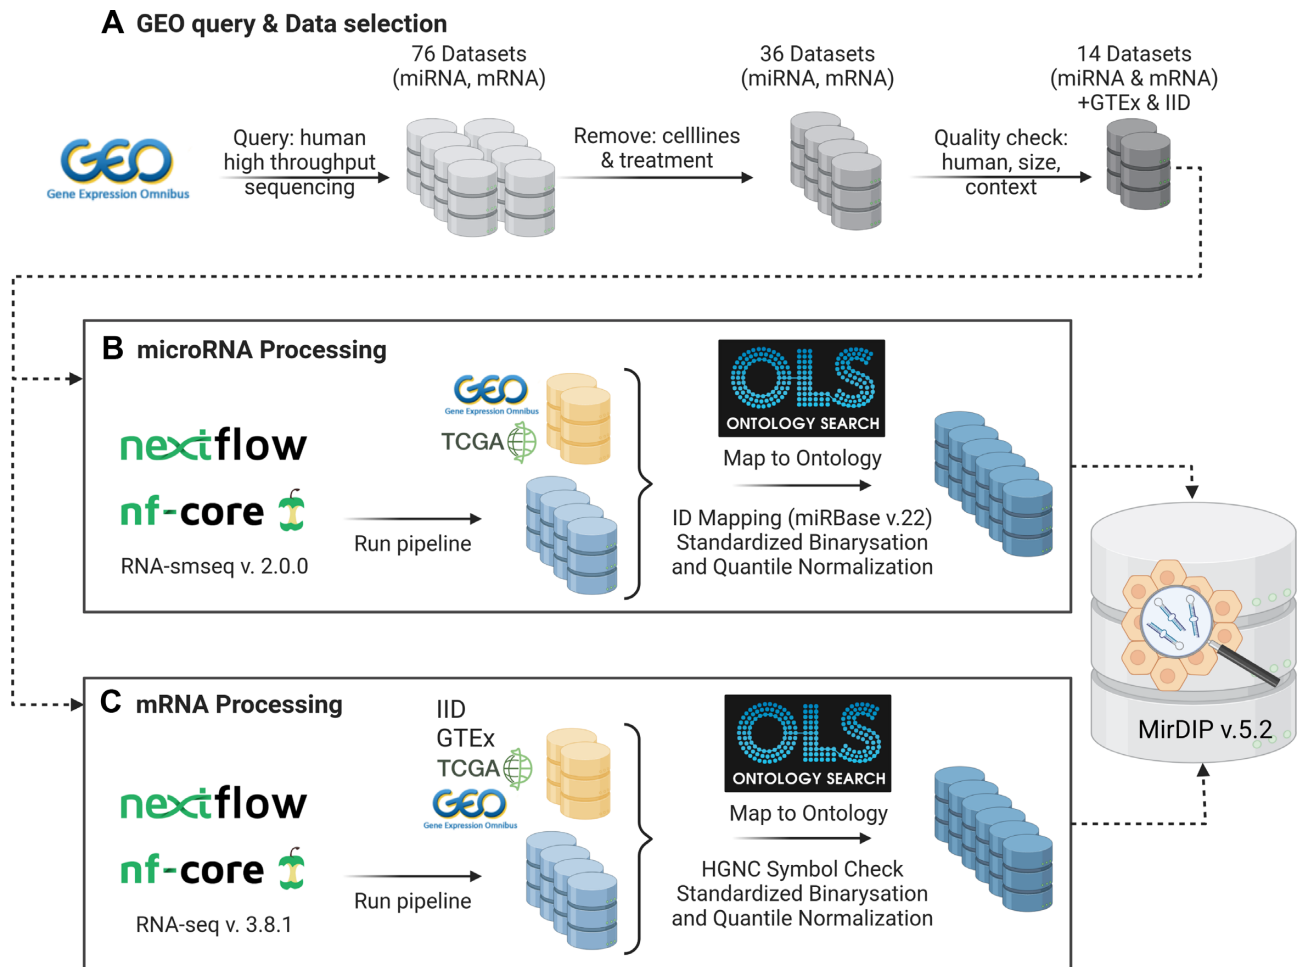 A GEO query & Data selection
76 Datasets
(miRNA, mRNA)
36 Datasets
(miRNA, mRNA)
14 Datasets
(miRNA & mRNA)
+GTEx & IID
GEO
Gene Expression Omnibus
Query: human
high throughput
sequencing
Remove: celllines
& treatment
Quality check:
human, size,
context
B microRNA Processing
nextflow
nf-core
RNA-smseq v. 2.0.0
Run pipeline
GEO
Gene Expression Omnibus
TCGA
OLS
ONTOLOGY SEARCH
Map to Ontology
ID Mapping (miRBase v.22)
Standardized Binarysation
and Quantile Normalization
C mRNA Processing
nextflow
nf-core
RNA-seq v. 3.8.1
Run pipeline
IID
GTEx
TCGA
GEO
Gene Expression Omnibus
OLS
ONTOLOGY SEARCH
Map to Ontology
HGNC Symbol Check
Standardized Binarysation
and Quantile Normalization
MirDIP v.5.2